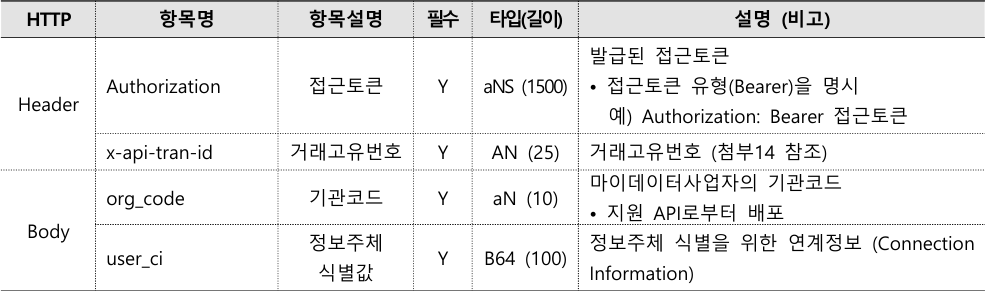 HTTP 항목명 항목설명 필수 타입(길이) 설명 (비고)
Header
Authorization 접근토큰 Y aNS (1500)
발급된 접근토큰
• 접근토큰 유형(Bearer)을 명시
예) Authorization: Bearer 접근토큰
x-api-tran-id 거래고유번호 Y AN (25) 거래고유번호 (첨부14 참조)
Body
org_code 기관코드 Y aN (10)
마이데이터사업자의 기관코드
• 지원 API로부터 배포
user_ci
정보주체
식별값
Y B64 (100)
정보주체 식별을 위한 연계정보 (Connection
Information)